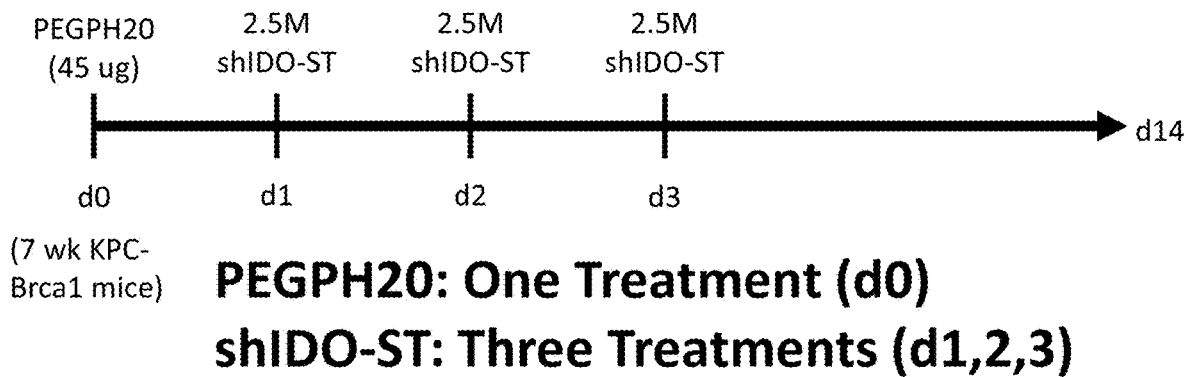 PEGPH20
(45 ug)
2.5M
shIDO-ST
2.5M
shIDO-ST
2.5M
shIDO-ST
d14
d0
d1
d2
d3
(7 wk KPC-
Brca1 mice)
PEGPH20: One Treatment (d0)
shIDO-ST: Three Treatments (d1,2,3)